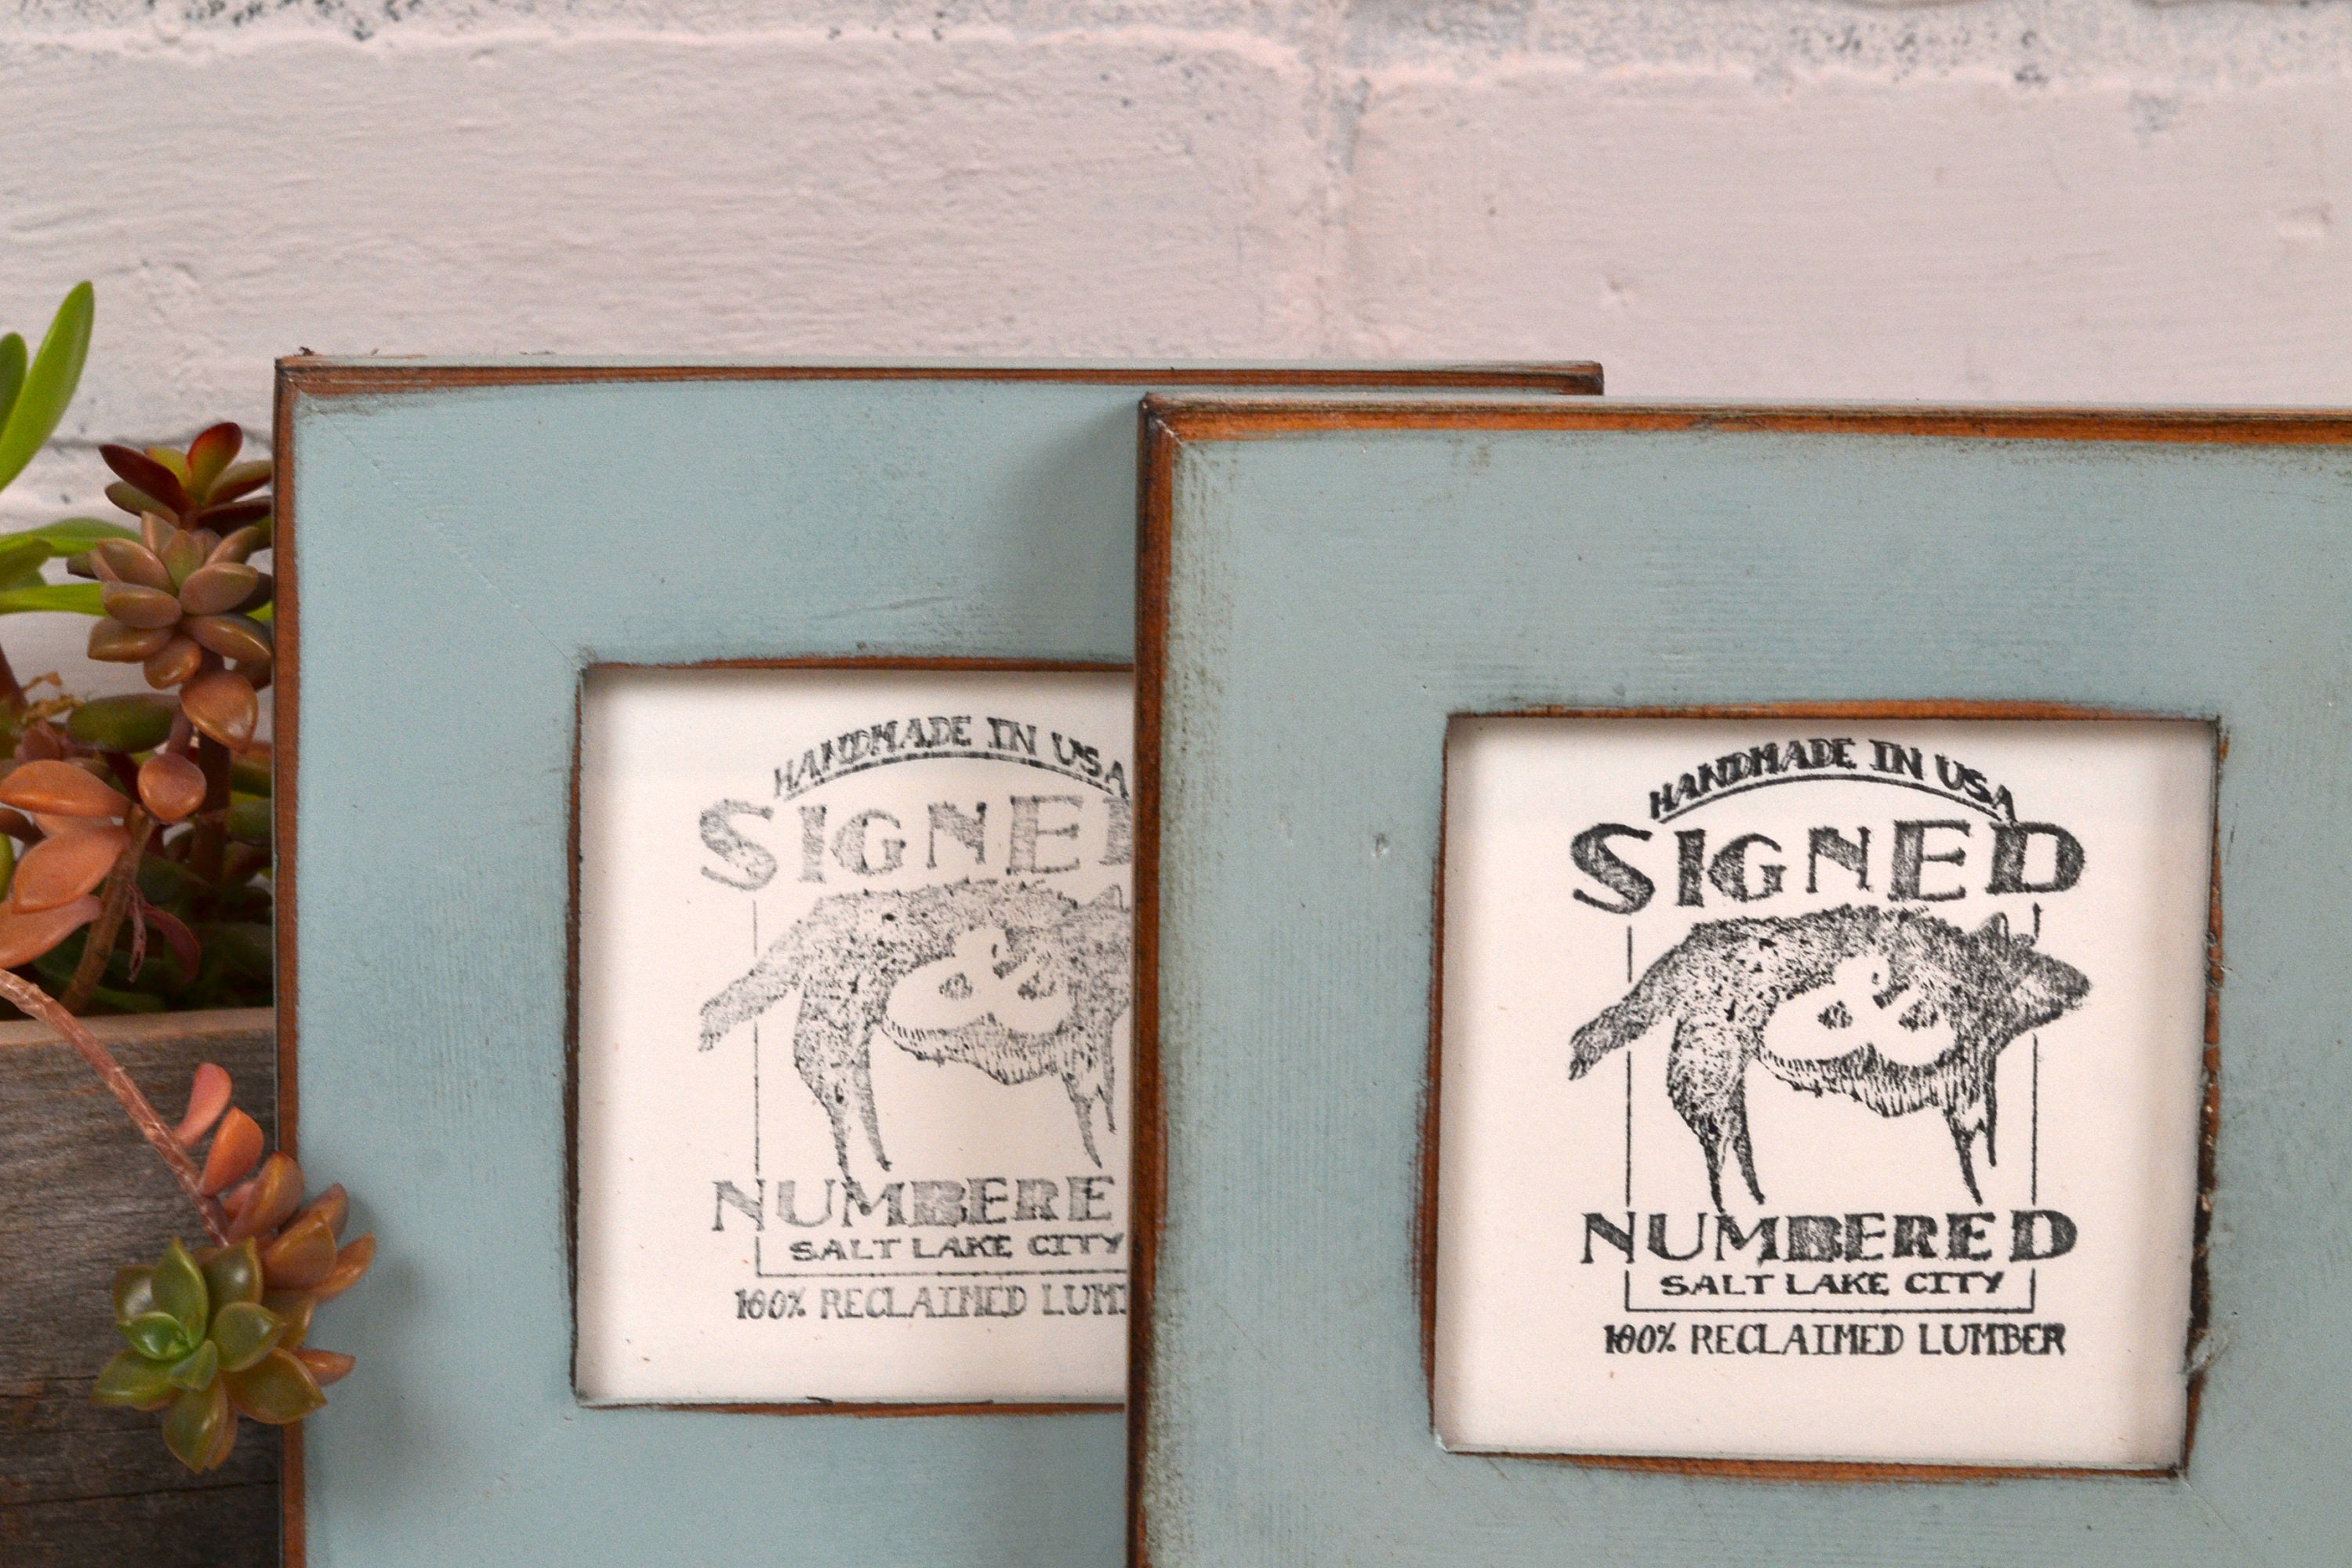 HANDMADE IN USA
SIGNED
NUMBERE
SALT LAKE CITY
100% RECLAIMED LUM
HANDMADE IN USA
SIGNED
&
NUMBERED
SALT LAKE CITY
100% RECLAIMED LUMBER